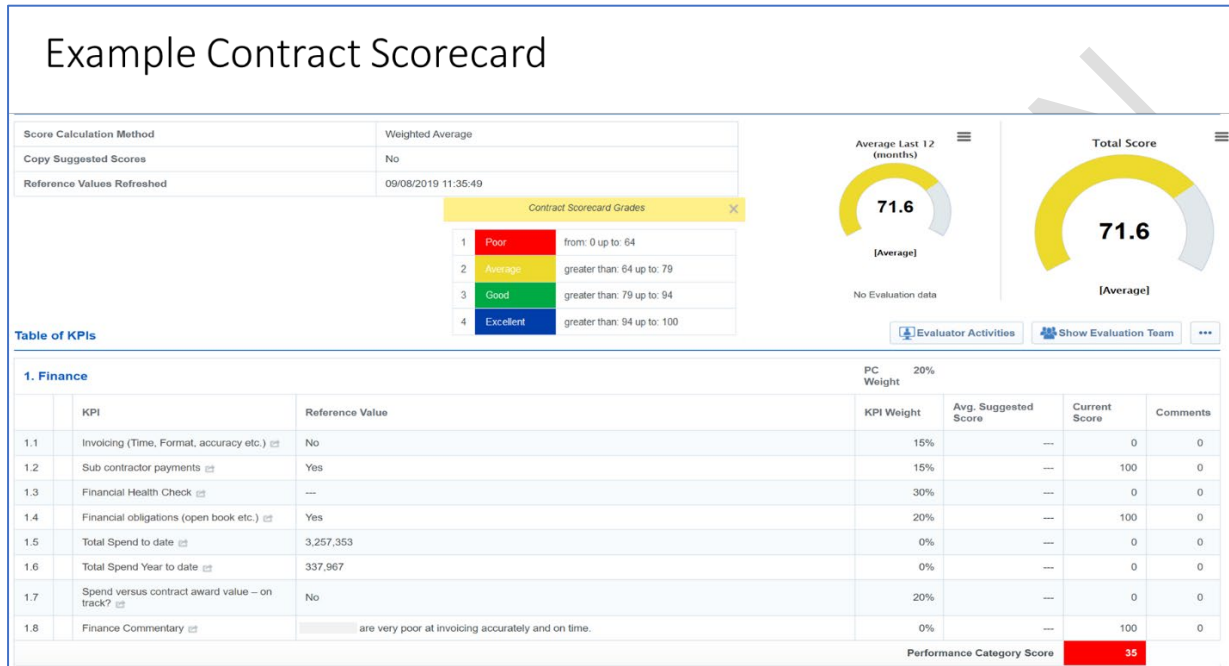 Example Contract Scorecard
Score Calculation Method Weighted Average
Copy Suggested Scores No
Reference Values Refreshed 09/08/2019 11:35:49
Contract Scorecard Grades
1 Poor from: 0 up to: 64
2 Average greater than: 64 up to: 79
3 Good greater than: 79 up to: 94
4 Excellent greater than: 94 up to: 100
Average Last 12
(months)
71.6
[Average]
No Evaluation data
Total Score
71.6
[Average]
Table of KPIs
Evaluator Activities Show Evaluation Team ...
1. Finance PC 20%
Weight
KPI Reference Value KPI Weight Avg. Suggested Score Current Score Comments
1.1 Invoicing (Time, Format, accuracy etc.) No 15% --- 0 0
1.2 Sub contractor payments Yes 15% --- 100 0
1.3 Financial Health Check --- 30% --- 0 0
1.4 Financial obligations (open book etc.) Yes 20% --- 100 0
1.5 Total Spend to date 3,257,353 0% --- 0 0
1.6 Total Spend Year to date 337,967 0% --- 0 0
1.7 Spend versus contract award value – on
track? No 20% --- 0 0
1.8 Finance Commentary are very poor at invoicing accurately and on time. 0% --- 100 0
Performance Category Score 35